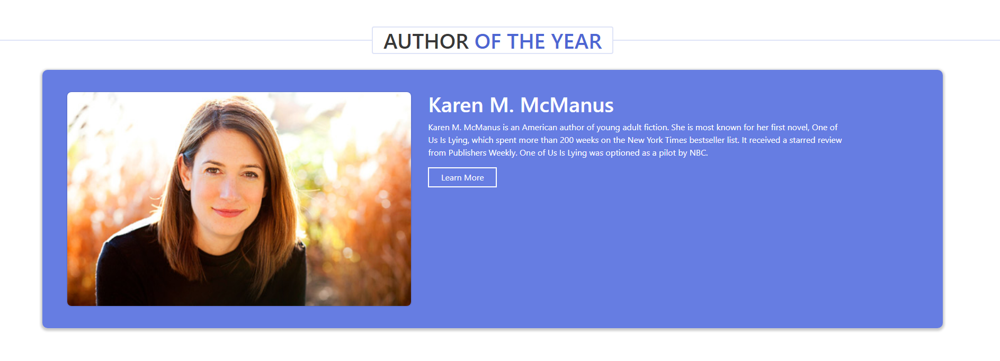 AUTHOR OF THE YEAR
Karen M. McManus
Karen M. McManus is an American author of young adult fiction. She is most known for her first novel, One of
Us Is Lying, which spent more than 200 weeks on the New York Times bestseller list. It received a starred review
from Publishers Weekly. One of Us Is Lying was optioned as a pilot by NBC.
Learn More